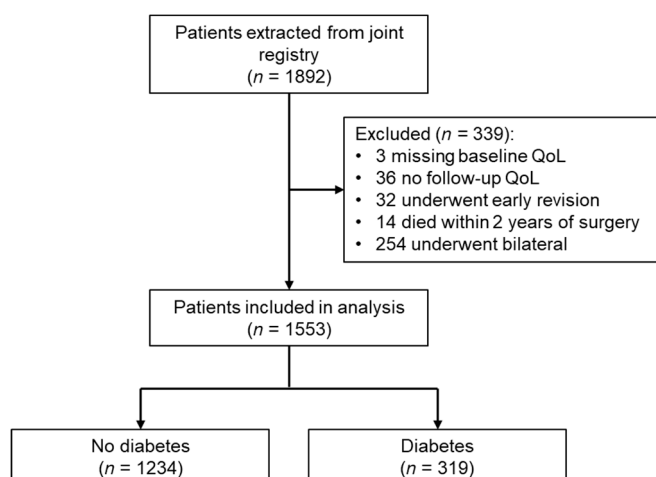 Patients extracted from joint
registry
(n = 1892)
Excluded (n = 339):
• 3 missing baseline QoL
• 36 no follow-up QoL
• 32 underwent early revision
• 14 died within 2 years of surgery
• 254 underwent bilateral
Patients included in analysis
(n = 1553)
No diabetes
(n = 1234)
Diabetes
(n = 319)